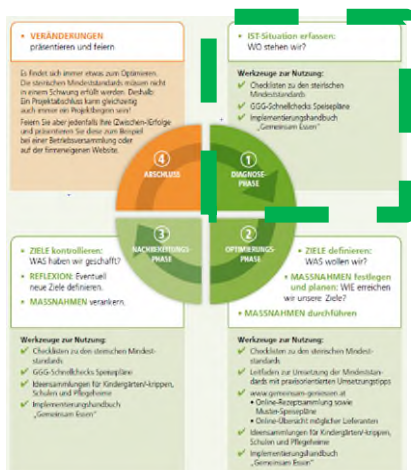 • VERÄNDERUNGEN
präsentieren und feiern
Es findet sich immer etwas zum Optimieren.
Die steirischen Mindeststandards müssen nicht
in einem Schwung erfüllt werden. Deshalb:
Ein Projektabschluss kann gleichzeitig
auch immer ein Projektbeginn sein!
Feiern Sie aber jedenfalls Ihre (Zwischen-)Erfolge
und präsentieren Sie diese zum Beispiel
bei einer Betriebsversammlung oder
auf der firmeneigenen Website.
• IST-Situation erfassen:
WO stehen wir?
Werkzeuge zur Nutzung:
✔ Checklisten zu den steirischen
Mindeststandards
✔ GGG-Schnellchecks Speisepläne
✔ Implementierungshandbuch
„Gemeinsam Essen“
4
ABSCHLUSS
1
DIAGNOSE-
PHASE
3
NACHBEREITUNGS-
PHASE
2
OPTIMIERUNGS-
PHASE
• ZIELE kontrollieren:
WAS haben wir geschafft?
• REFLEXION: Eventuell
neue Ziele definieren.
• MASSNAHMEN verankern.
Werkzeuge zur Nutzung:
✔ Checklisten zu den steirischen Mindest-
standards
✔ GGG-Schnellchecks Speisepläne
✔ Ideensammlungen für Kindergärten/-krippen,
Schulen und Pflegeheime
✔ Implementierungshandbuch
„Gemeinsam Essen“
• ZIELE definieren:
WAS wollen wir?
• MASSNAHMEN festlegen
und planen: WIE erreichen
wir unsere Ziele?
• MASSNAHMEN durchführen
Werkzeuge zur Nutzung:
✔ Checklisten zu den steirischen Mindest-
standards
✔ Leitfaden zur Umsetzung der Mindeststan-
dards mit praxisorientierten Umsetzungstipps
✔ www.gemeinsam-geniessen.at
• Online-Rezeptsammlung sowie
Muster-Speisepläne
• Online-Übersicht möglicher Lieferanten
✔ Ideensammlungen für Kindergärten/-krippen,
Schulen und Pflegeheime
✔ Implementierungshandbuch
„Gemeinsam Essen“